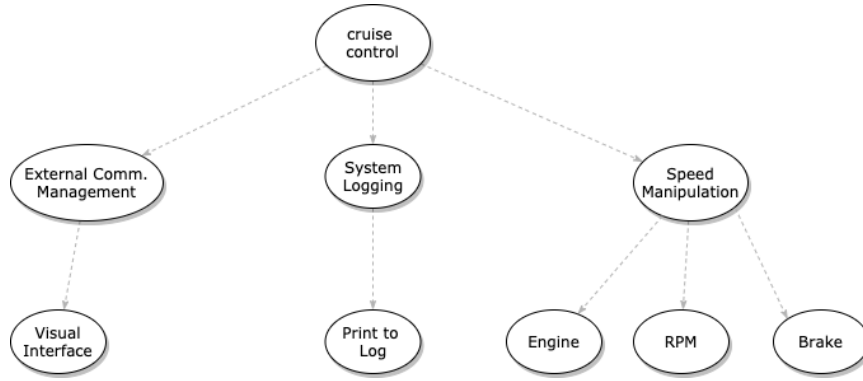 cruise
control
External Comm.
Management
System
Logging
Speed
Manipulation
Visual
Interface
Print to
Log
Engine
RPM
Brake